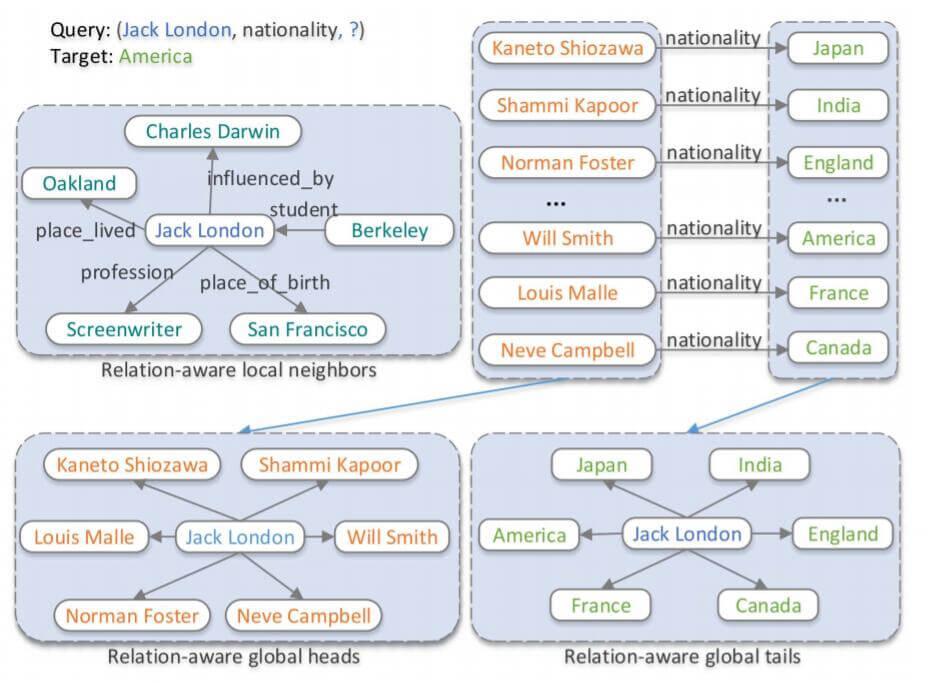 Query: (Jack London, nationality, ?)
Target: America
Charles Darwin
Oakland
influenced_by
student
place_lived
Jack London
Berkeley
profession
place_of_birth
Screenwriter
San Francisco
Relation-aware local neighbors
Kaneto Shiozawa nationality Japan
Shammi Kapoor nationality India
Norman Foster nationality England
... ...
Will Smith nationality America
Louis Malle nationality France
Neve Campbell nationality Canada
Kaneto Shiozawa Shammi Kapoor
Louis Malle Jack London Will Smith
Norman Foster Neve Campbell
Relation-aware global heads
Japan India
America Jack London England
France Canada
Relation-aware global tails